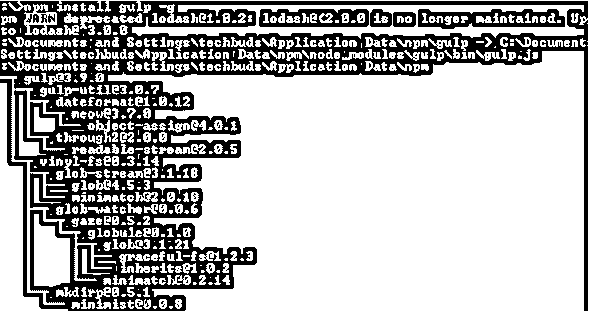 :\>npm install gulp -g
pm WARN deprecated lodash@1.0.2: lodash@<2.0.0 is no longer maintained. Up
to lodash@^3.0.0
:\Documents and Settings\techbuds\Application Data\npm\gulp -> C:\Document
Settings\techbuds\Application Data\npm\node_modules\gulp\bin\gulp.js
:\Documents and Settings\techbuds\Application Data\npm
gulp@3.9.0
gulp-util@3.0.7
dateformat@1.0.12
meow@3.7.0
object-assign@4.0.1
through2@2.0.0
readable-stream@2.0.5
vinyl-fs@0.3.14
glob-stream@3.1.18
glob@4.5.3
minimatch@2.0.10
glob-watcher@0.0.6
gaze@0.5.2
globule@0.1.0
glob@3.1.21
graceful-fs@1.2.3
inherits@1.0.2
minimatch@0.2.14
mkdirp@0.5.1
minimist@0.0.8